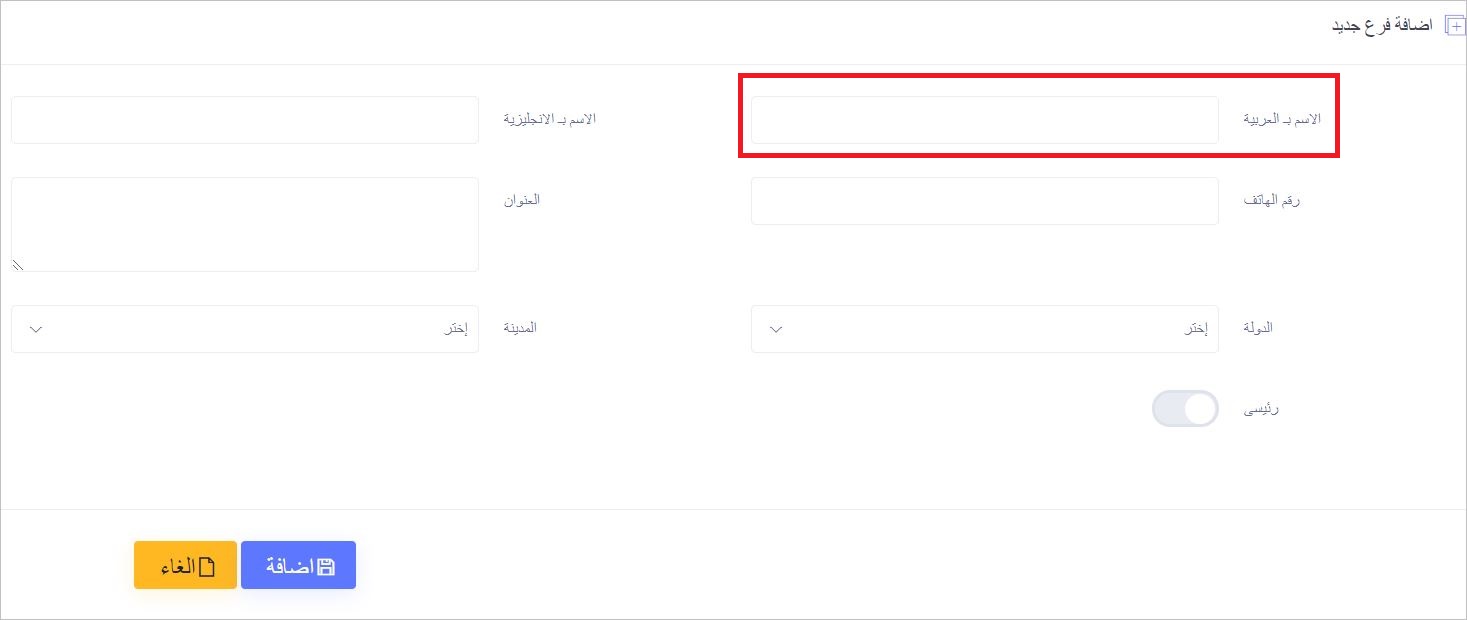 اضافة فرع جديد
الاسم بـ العربية
الاسم بـ الانجليزية
رقم الهاتف
العنوان
الدولة
إختر
المدينة
إختر
رئيسى
اضافة
الغاء